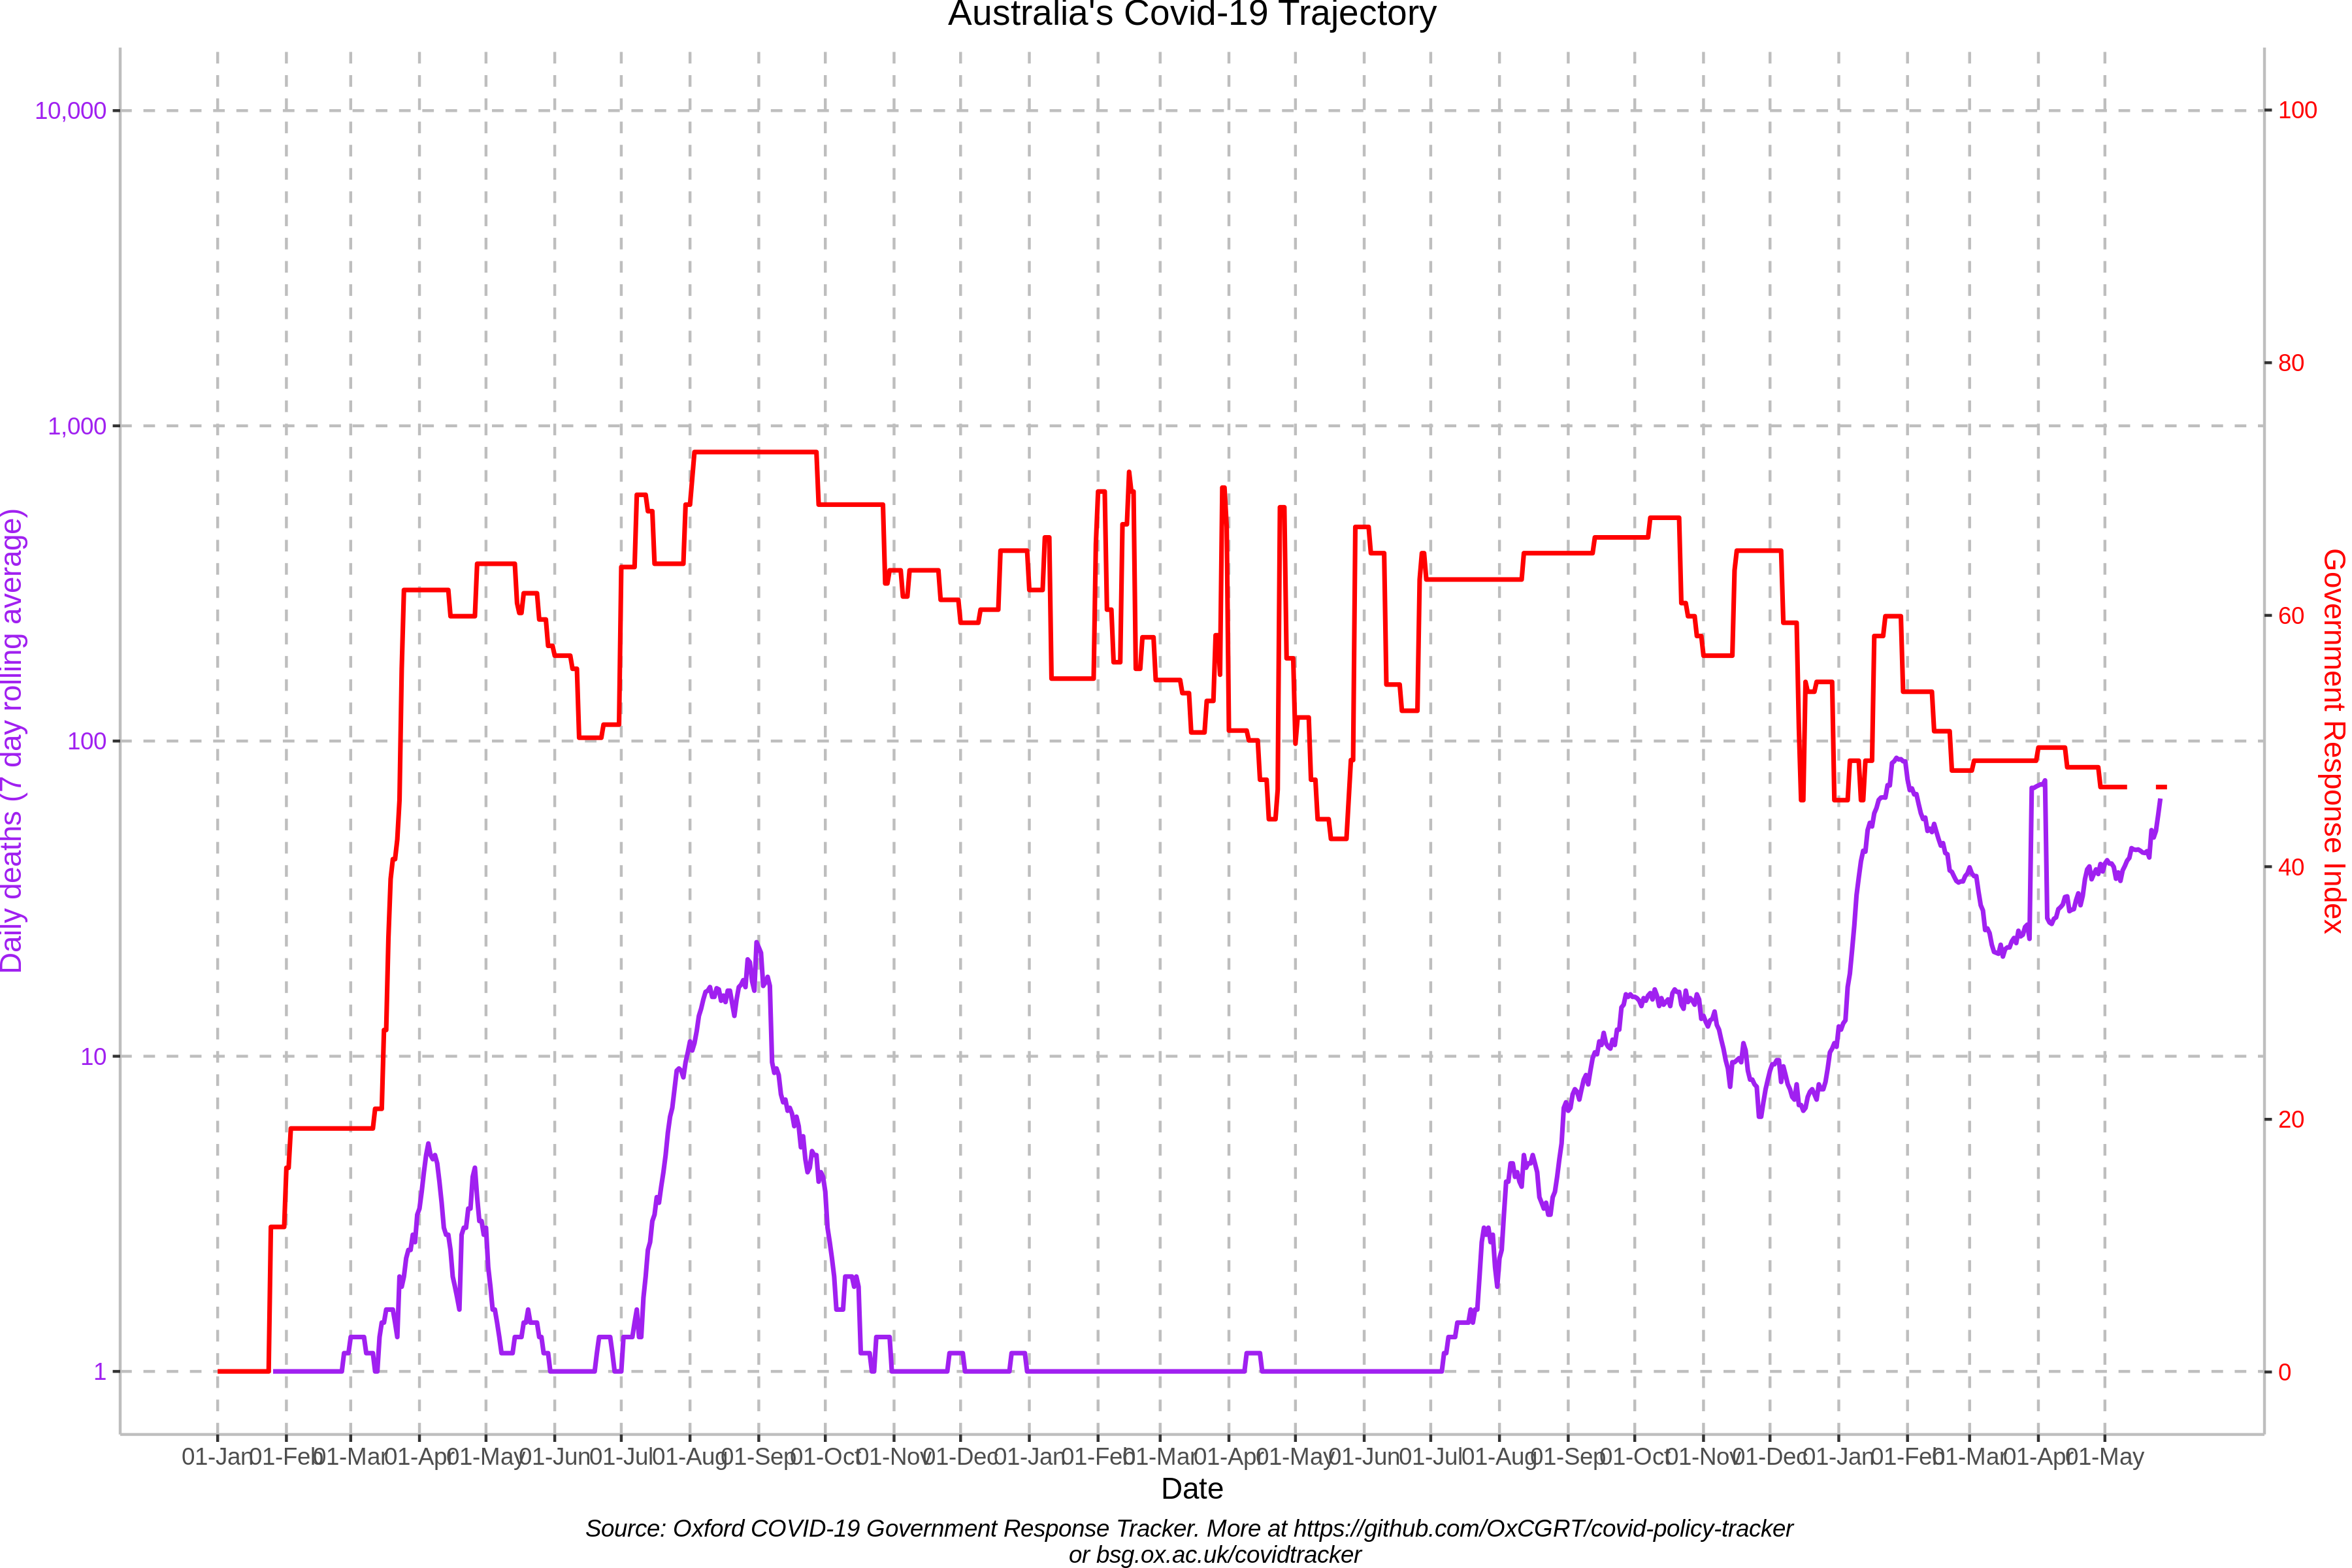 Australia's Covid-19 Trajectory
10,000
1,000
100
10
1
Daily deaths (7 day rolling average)
100
80
60
40
20
0
Government Response Index
01-Jan 01-Feb 01-Mar 01-Apr 01-May 01-Jun 01-Jul 01-Aug 01-Sep 01-Oct 01-Nov 01-Dec 01-Jan 01-Feb 01-Mar 01-Apr 01-May 01-Jun 01-Jul 01-Aug 01-Sep 01-Oct 01-Nov 01-Dec 01-Jan 01-Feb 01-Mar 01-Apr 01-May
Date
Source: Oxford COVID-19 Government Response Tracker. More at https://github.com/OxCGRT/covid-policy-tracker
or bsg.ox.ac.uk/covidtracker